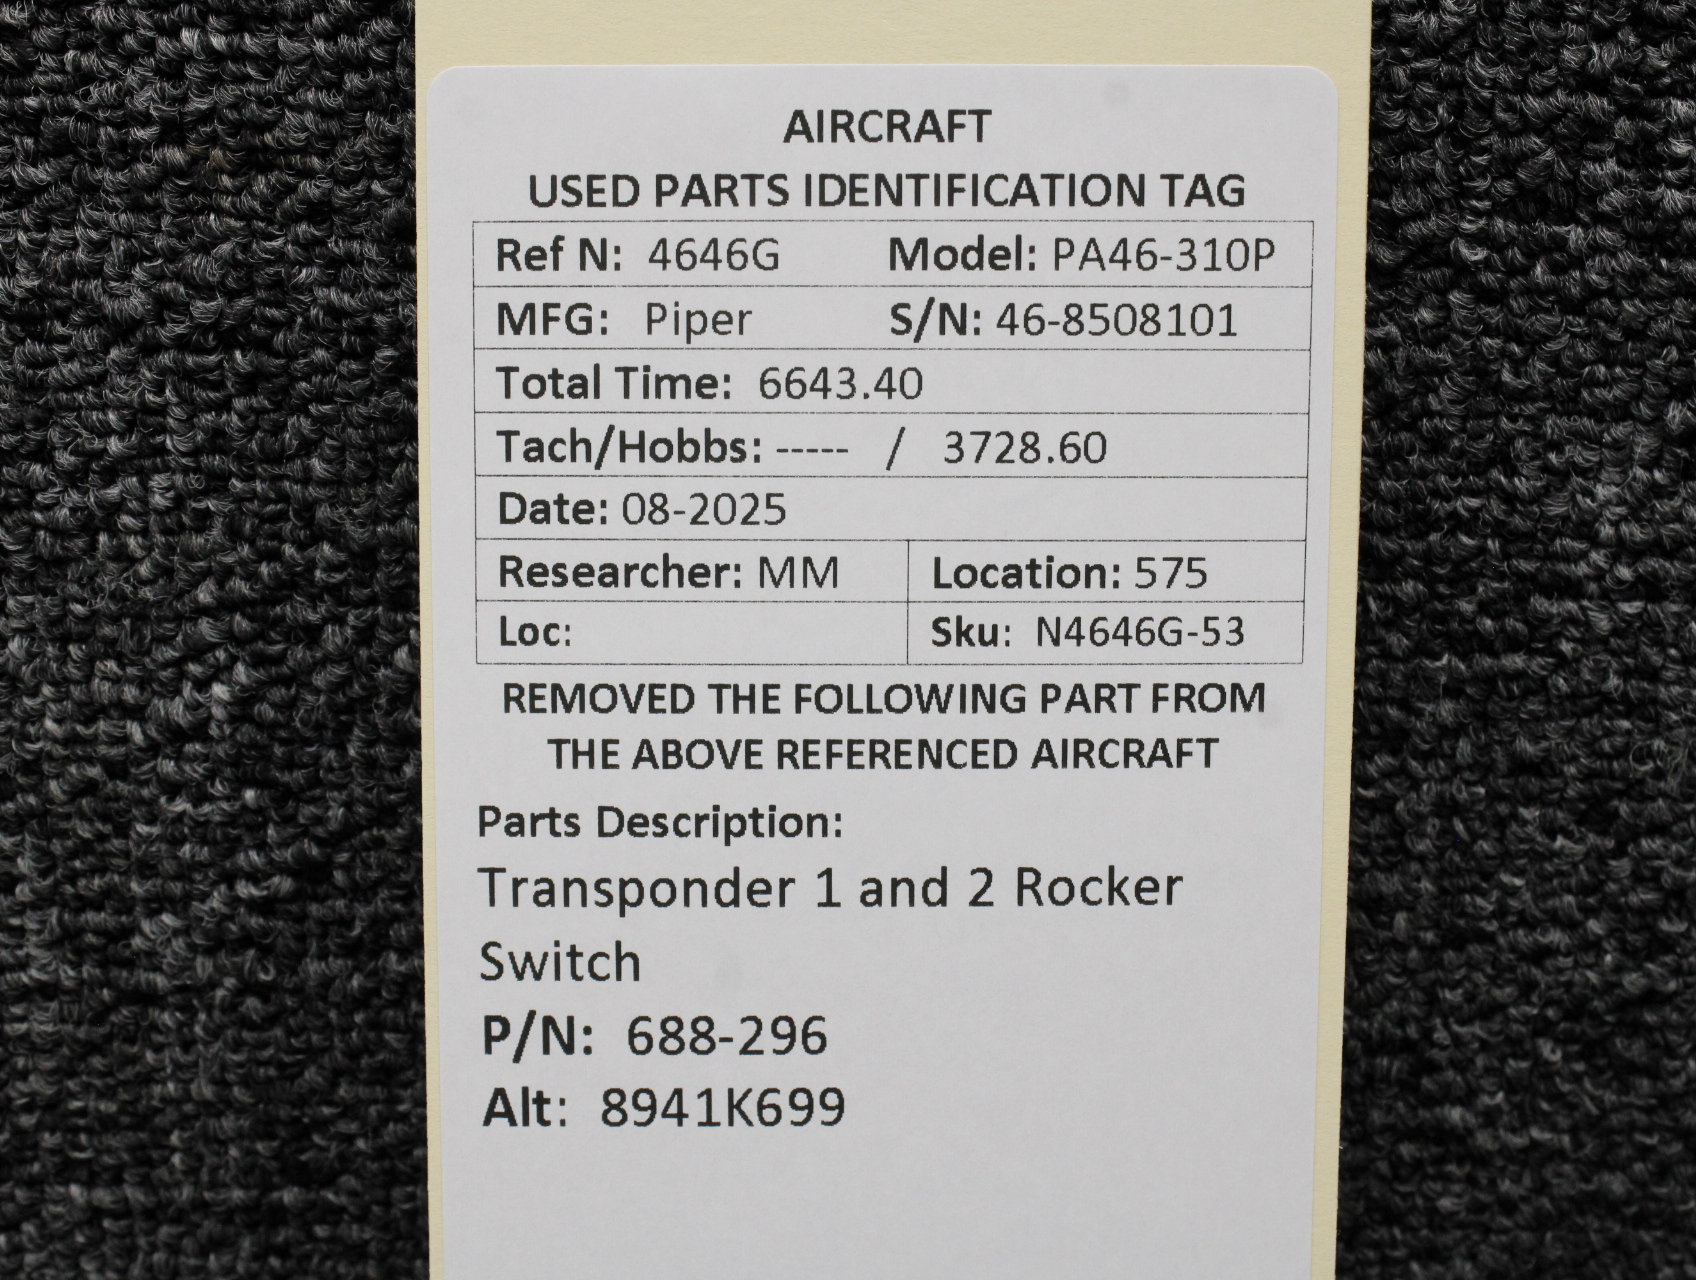 AIRCRAFT
USED PARTS IDENTIFICATION TAG
Ref N: 4646G Model: PA46-310P
MFG: Piper S/N: 46-8508101
Total Time: 6643.40
Tach/Hobbs: ----- / 3728.60
Date: 08-2025
Researcher: MM Location: 575
Loc: Sku: N4646G-53
REMOVED THE FOLLOWING PART FROM
THE ABOVE REFERENCED AIRCRAFT
Parts Description:
Transponder 1 and 2 Rocker
Switch
P/N: 688-296
Alt: 8941K699